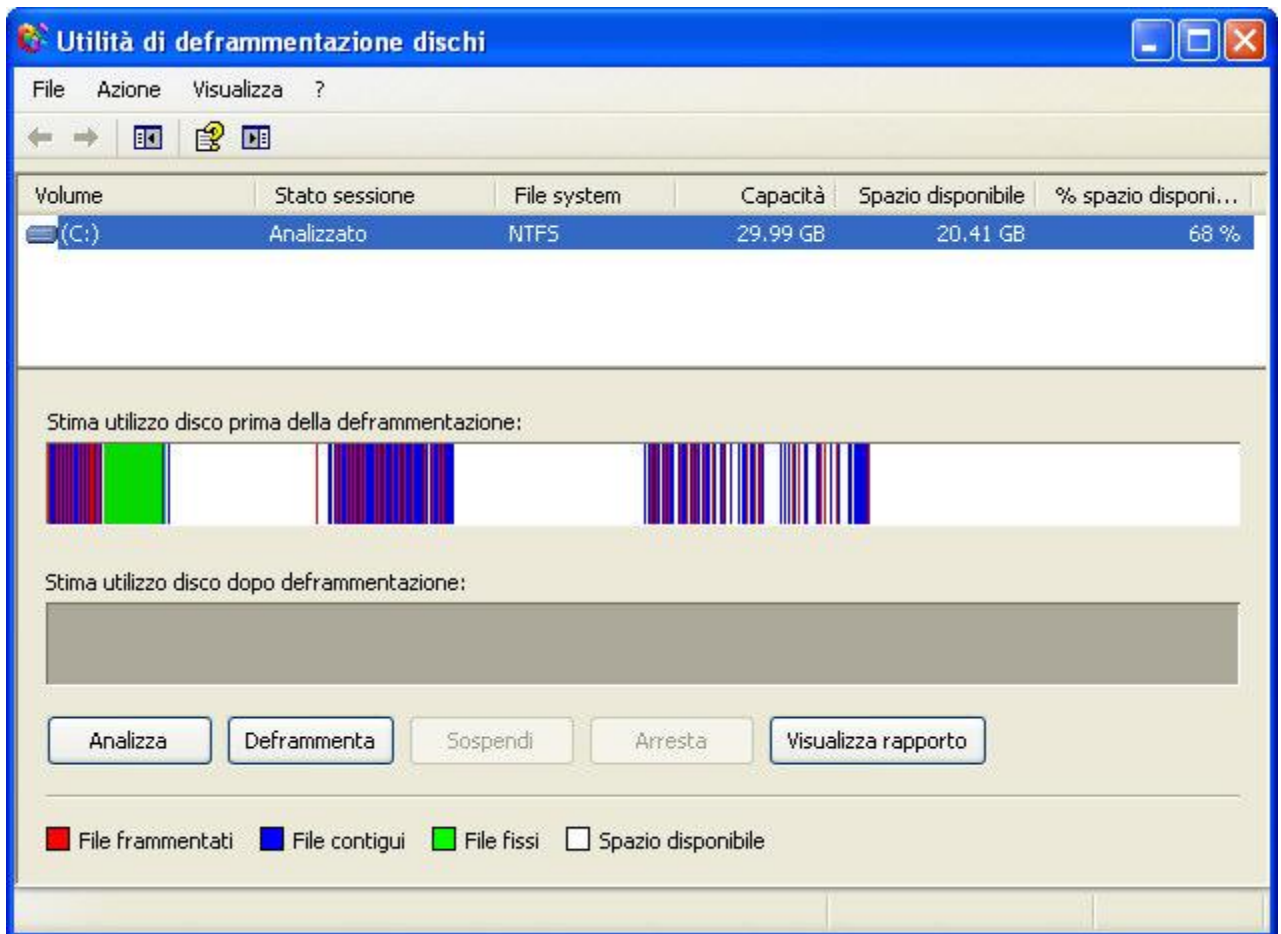 Utilità di deframmentazione dischi
File Azione Visualizza ?
Volume Stato sessione File system Capacità Spazio disponibile % spazio disponi...
(C:) Analizzato NTFS 29.99 GB 20.41 GB 68 %
Stima utilizzo disco prima della deframmentazione:
Stima utilizzo disco dopo deframmentazione:
Analizza Deframmenta Sospendi Arresta Visualizza rapporto
File frammentati File contigui File fissi Spazio disponibile